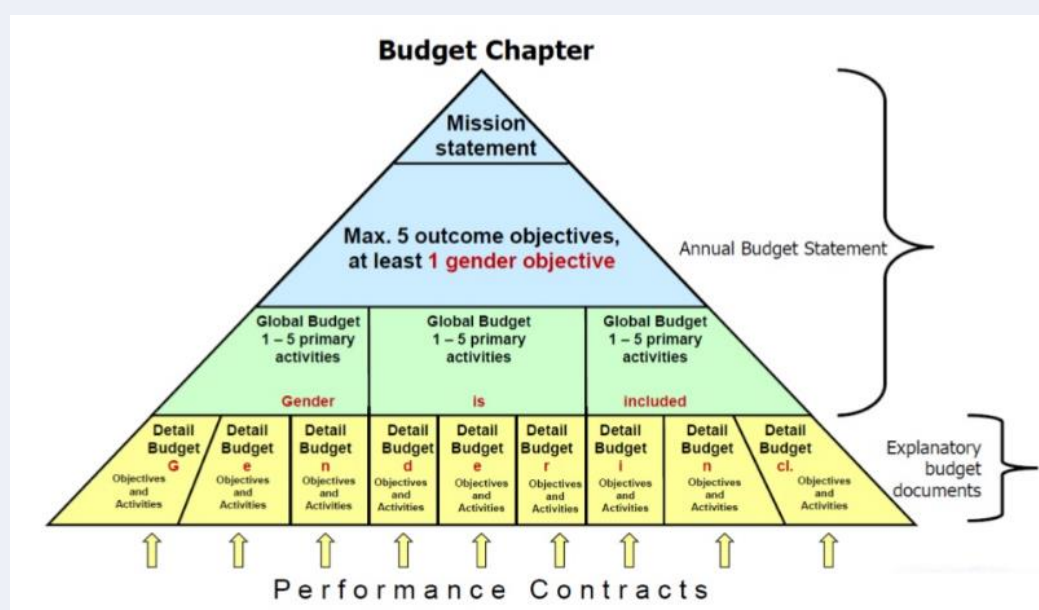 Budget Chapter
Mission
statement
Max. 5 outcome objectives,
at least 1 gender objective
Annual Budget Statement
Global Budget
1 – 5 primary
activities
Gender
Global Budget
1 – 5 primary
activities
is
Global Budget
1 – 5 primary
activities
included
Detail
Budget
G
Objectives
and
Activities
Detail
Budget
e
Objectives
and
Activities
Detail
Budget
n
Objectives
and
Activities
Detail
Budget
d
Objectives
and
Activities
Detail
Budget
e
Objectives
and
Activities
Detail
Budget
r
Objectives
and
Activities
Detail
Budget
i
Objectives
and
Activities
Detail
Budget
n
Objectives
and
Activities
Detail
Budget
cl.
Objectives
and
Activities
Explanatory
budget
documents
Performance Contracts